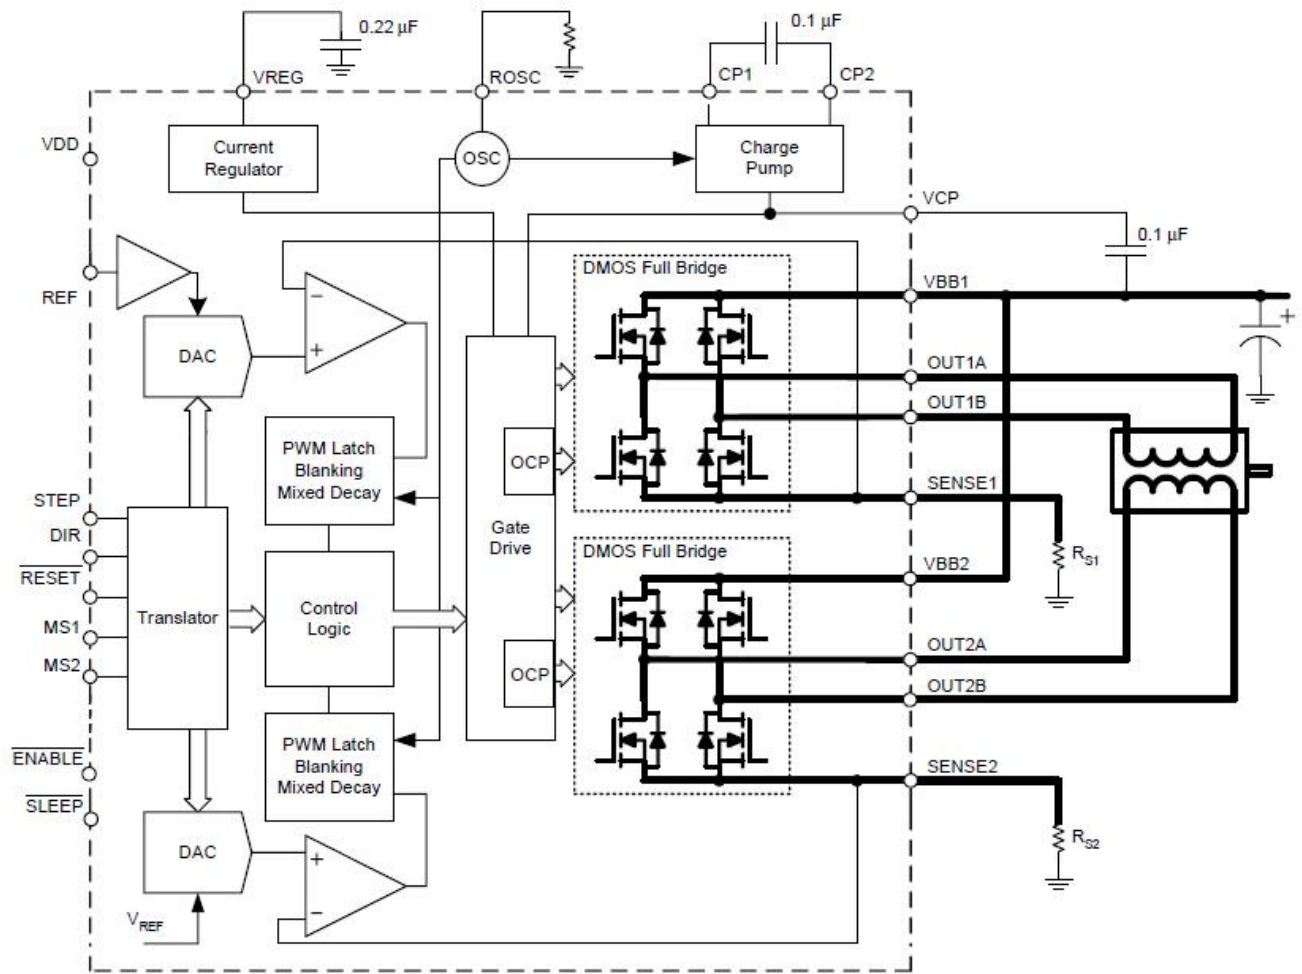 0.22 µF
0.1 µF
VREG
ROSC
CP1
CP2
VDD
Current
Regulator
OSC
Charge
Pump
VCP
0.1 µF
REF
DMOS Full Bridge
VBB1
+
−
DAC
+
OUT1A
OUT1B
PWM Latch
Blanking
Mixed Decay
OCP
SENSE1
STEP
DIR
Gate
Drive
DMOS Full Bridge
RS1
VBB2
RESET
Translator
Control
Logic
MS1
MS2
OUT2A
OCP
OUT2B
PWM Latch
Blanking
Mixed Decay
ENABLE
SENSE2
SLEEP
DAC
+
−
RS2
VREF